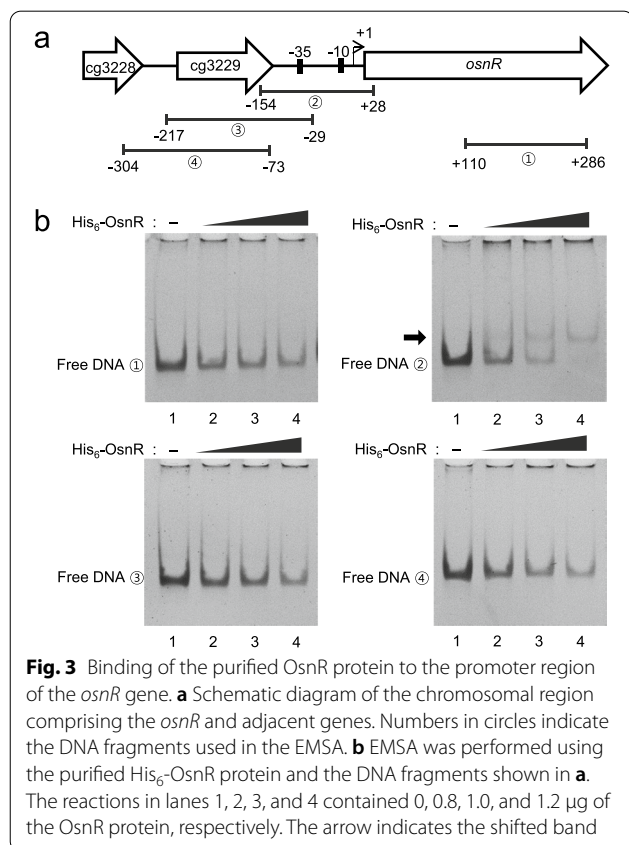 a
-35 -10 +1
cg3228 cg3229 osnR
-154 ② +28
-217 ③ -29
-304 ④ -73 +110 ① +286
b
His₆-OsnR : – His₆-OsnR : –
Free DNA ① Free DNA ②
1 2 3 4 1 2 3 4
His₆-OsnR : – His₆-OsnR : –
Free DNA ③ Free DNA ④
1 2 3 4 1 2 3 4
Fig. 3 Binding of the purified OsnR protein to the promoter region
of the osnR gene. a Schematic diagram of the chromosomal region
comprising the osnR and adjacent genes. Numbers in circles indicate
the DNA fragments used in the EMSA. b EMSA was performed using
the purified His₆-OsnR protein and the DNA fragments shown in a.
The reactions in lanes 1, 2, 3, and 4 contained 0, 0.8, 1.0, and 1.2 µg of
the OsnR protein, respectively. The arrow indicates the shifted band